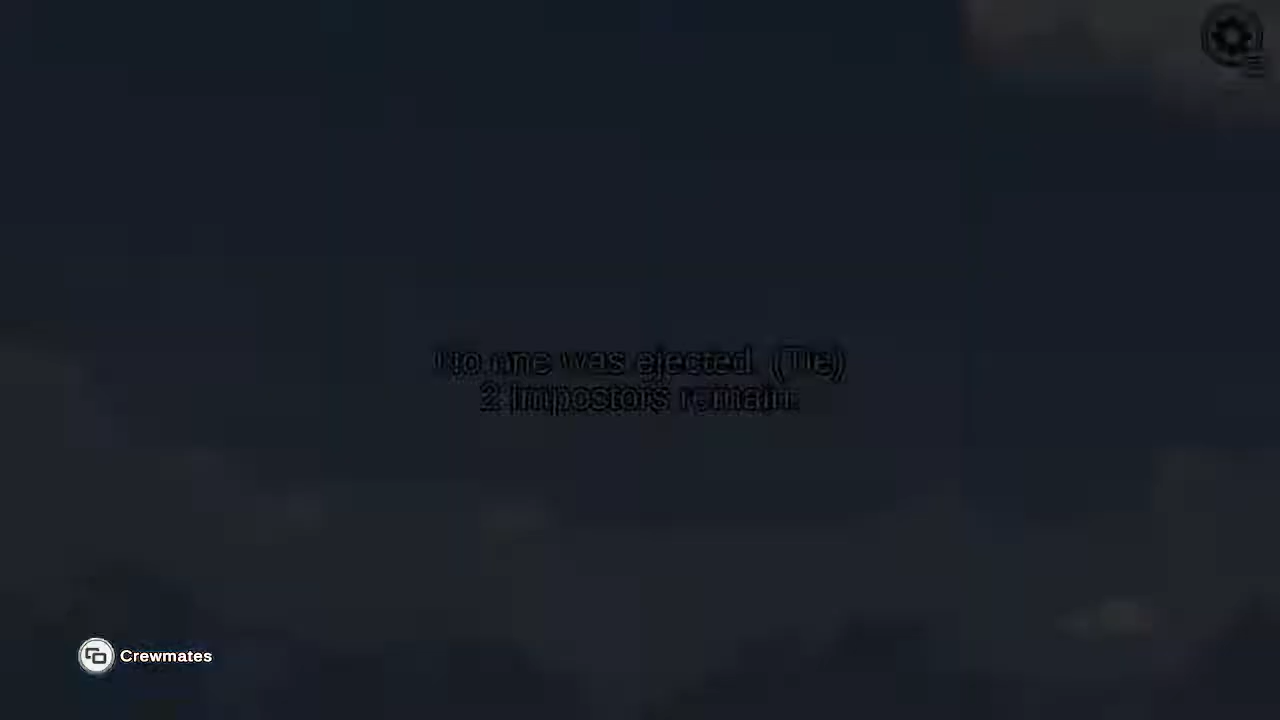 No one was ejected. (Tie)
2 Impostors remain.
Crewmates